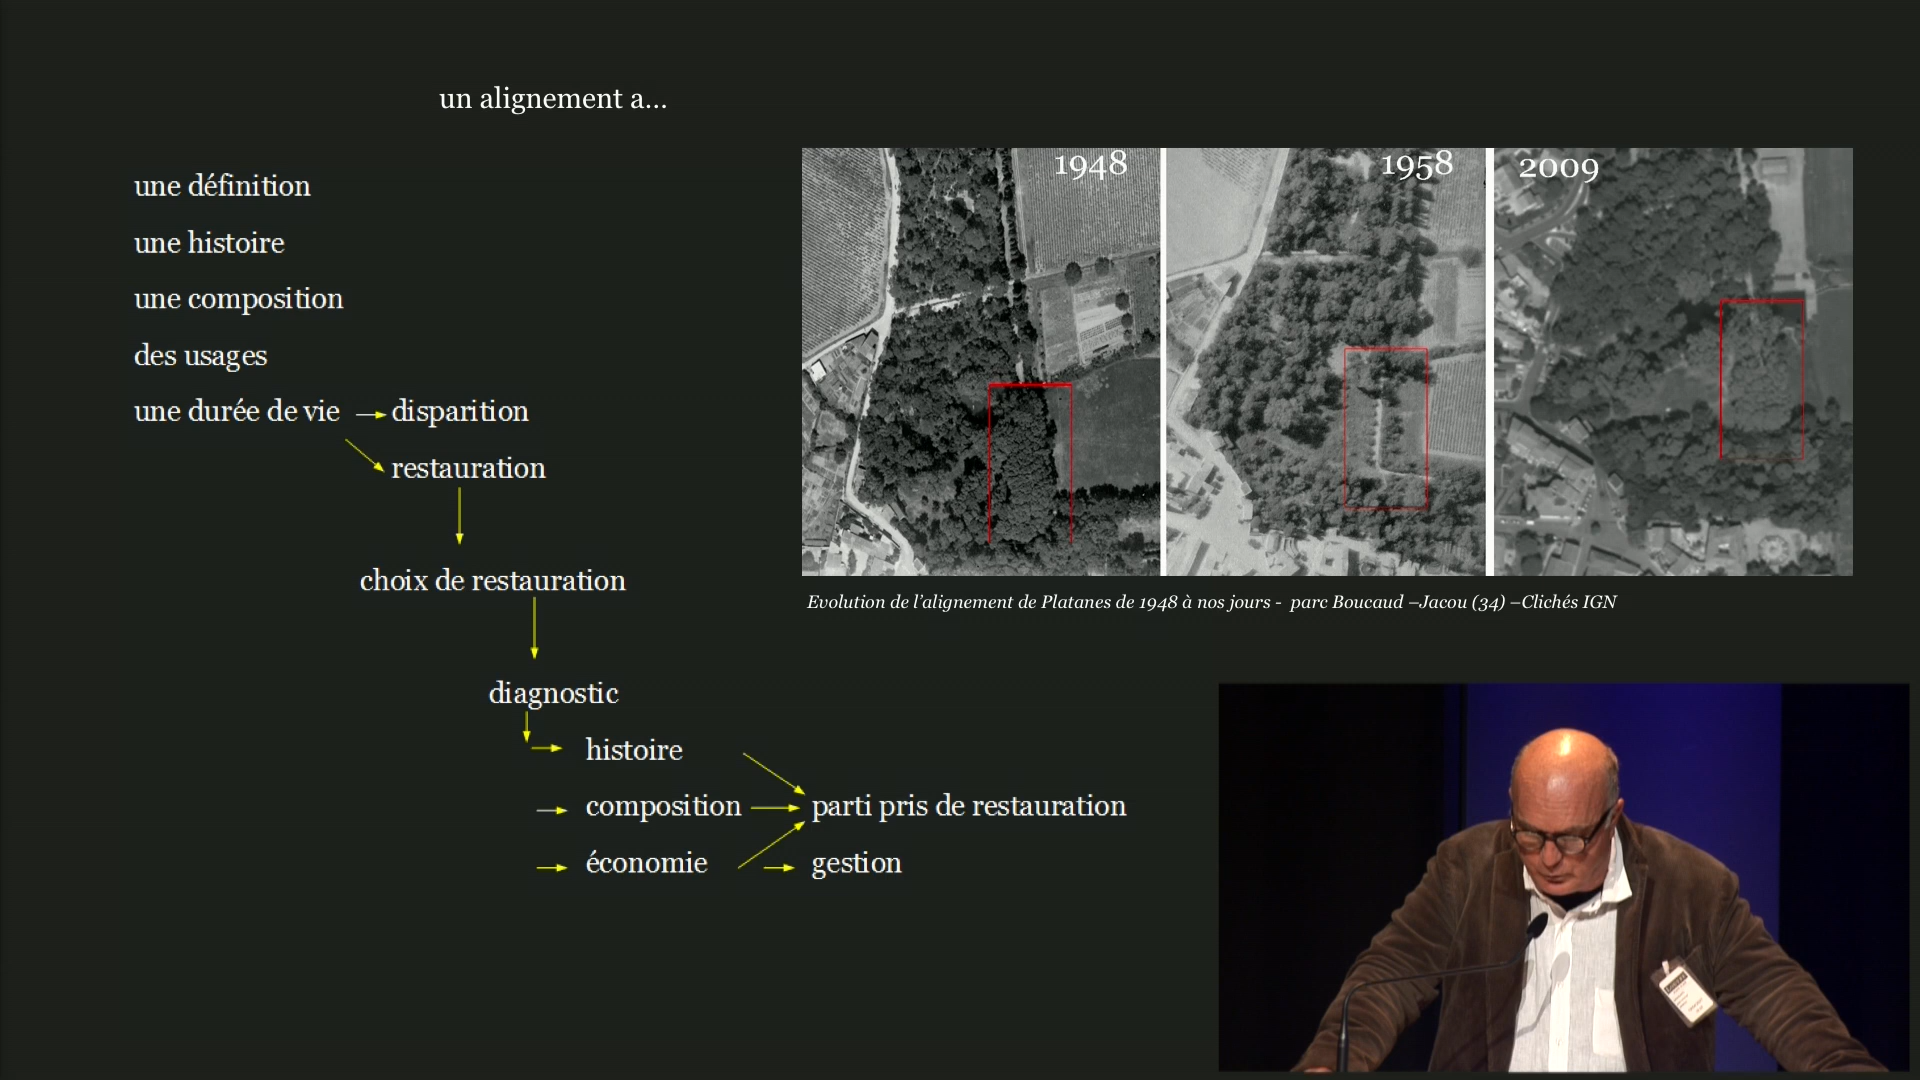 un alignement a...
une définition
une histoire
une composition
des usages
une durée de vie → disparition
restauration
choix de restauration
diagnostic
histoire
composition → parti pris de restauration
économie → gestion
1948
1958
2009
Evolution de l'alignement de Platanes de 1948 à nos jours - parc Boucaud –Jacou (34) –Clichés IGN